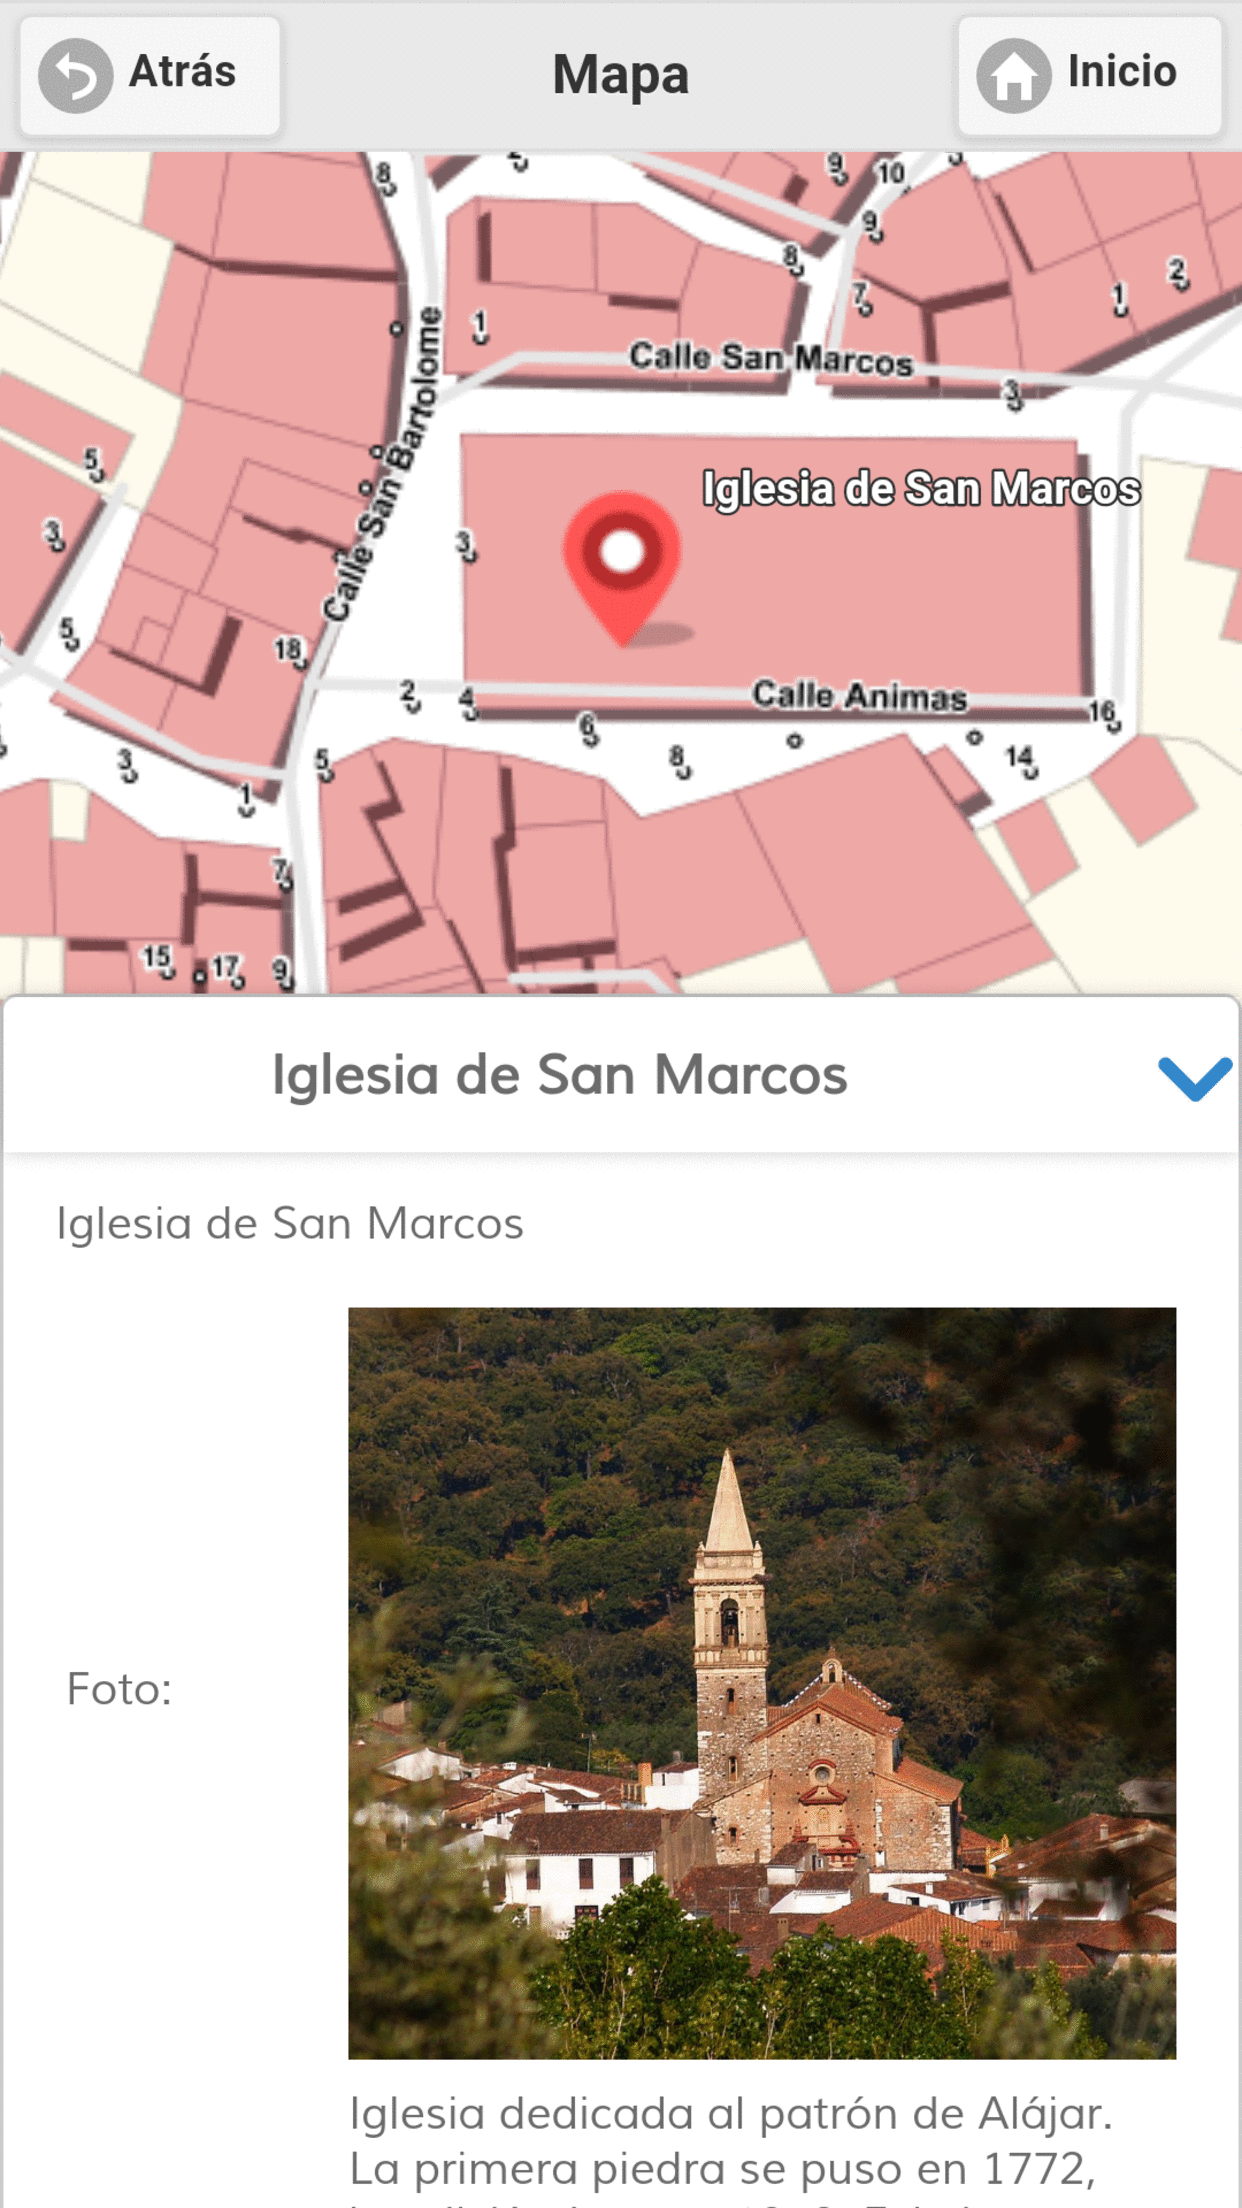 Atrás
Mapa
Inicio
8
2
9
10
9
8
7
1
2
1
Calle San Marcos
3
Calle San Bartolome
5
3
Iglesia de San Marcos
3
5
18
2
4
Calle Animas
16
6
3
5
8
14
1
7
15
17
9
Iglesia de San Marcos
Iglesia de San Marcos
Foto:
Iglesia dedicada al patrón de Alájar.
La primera piedra se puso en 1772,